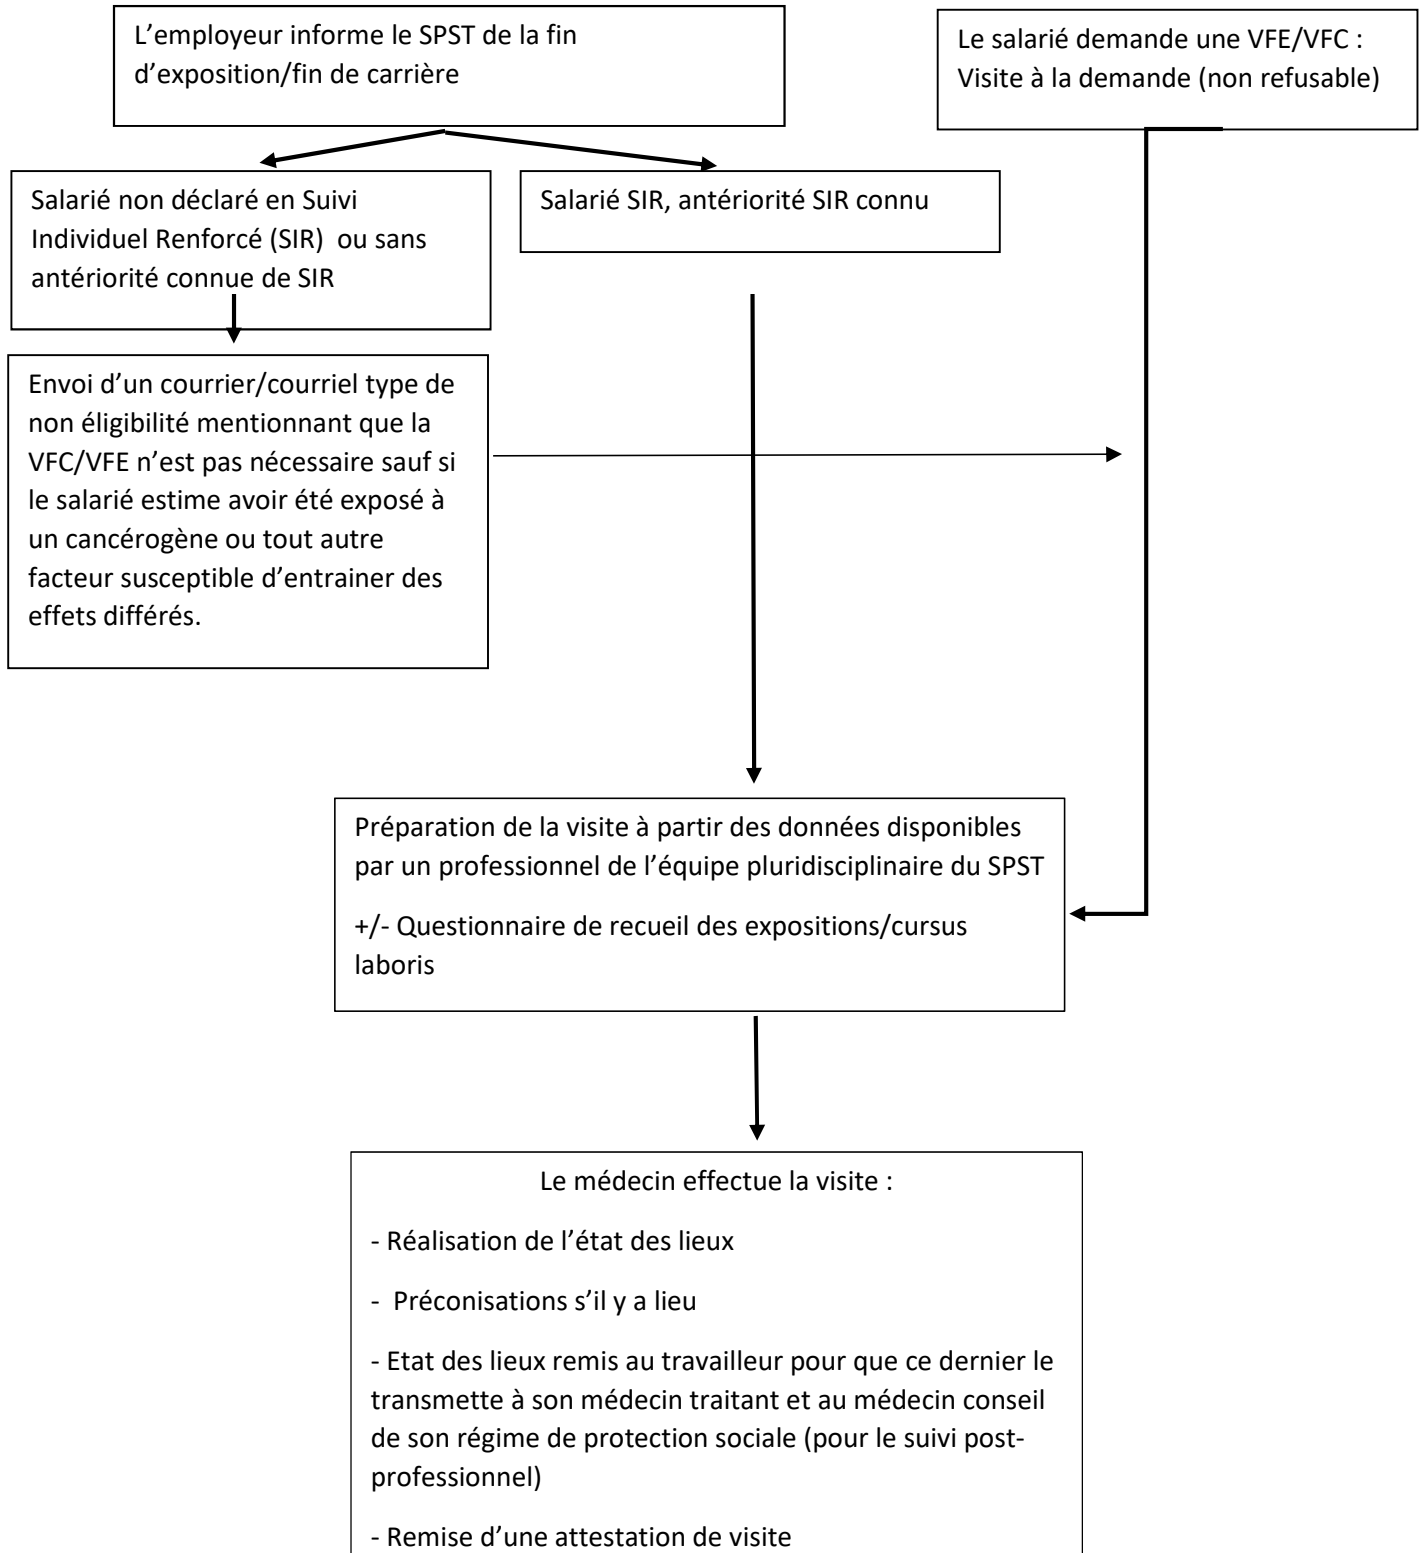 L’employeur informe le SPST de la fin
d’exposition/fin de carrière
Le salarié demande une VFE/VFC :
Visite à la demande (non refusable)
Salarié non déclaré en Suivi
Individuel Renforcé (SIR)  ou sans
antériorité connue de SIR
Salarié SIR, antériorité SIR connu
Envoi d’un courrier/courriel type de
non éligibilité mentionnant que la
VFC/VFE n’est pas nécessaire sauf si
le salarié estime avoir été exposé à
un cancérogène ou tout autre
facteur susceptible d’entrainer des
effets différés.
Préparation de la visite à partir des données disponibles
par un professionnel de l’équipe pluridisciplinaire du SPST
+/- Questionnaire de recueil des expositions/cursus
laboris
Le médecin effectue la visite :
- Réalisation de l’état des lieux
-  Préconisations s’il y a lieu
- Etat des lieux remis au travailleur pour que ce dernier le
transmette à son médecin traitant et au médecin conseil
de son régime de protection sociale (pour le suivi post-
professionnel)
- Remise d’une attestation de visite